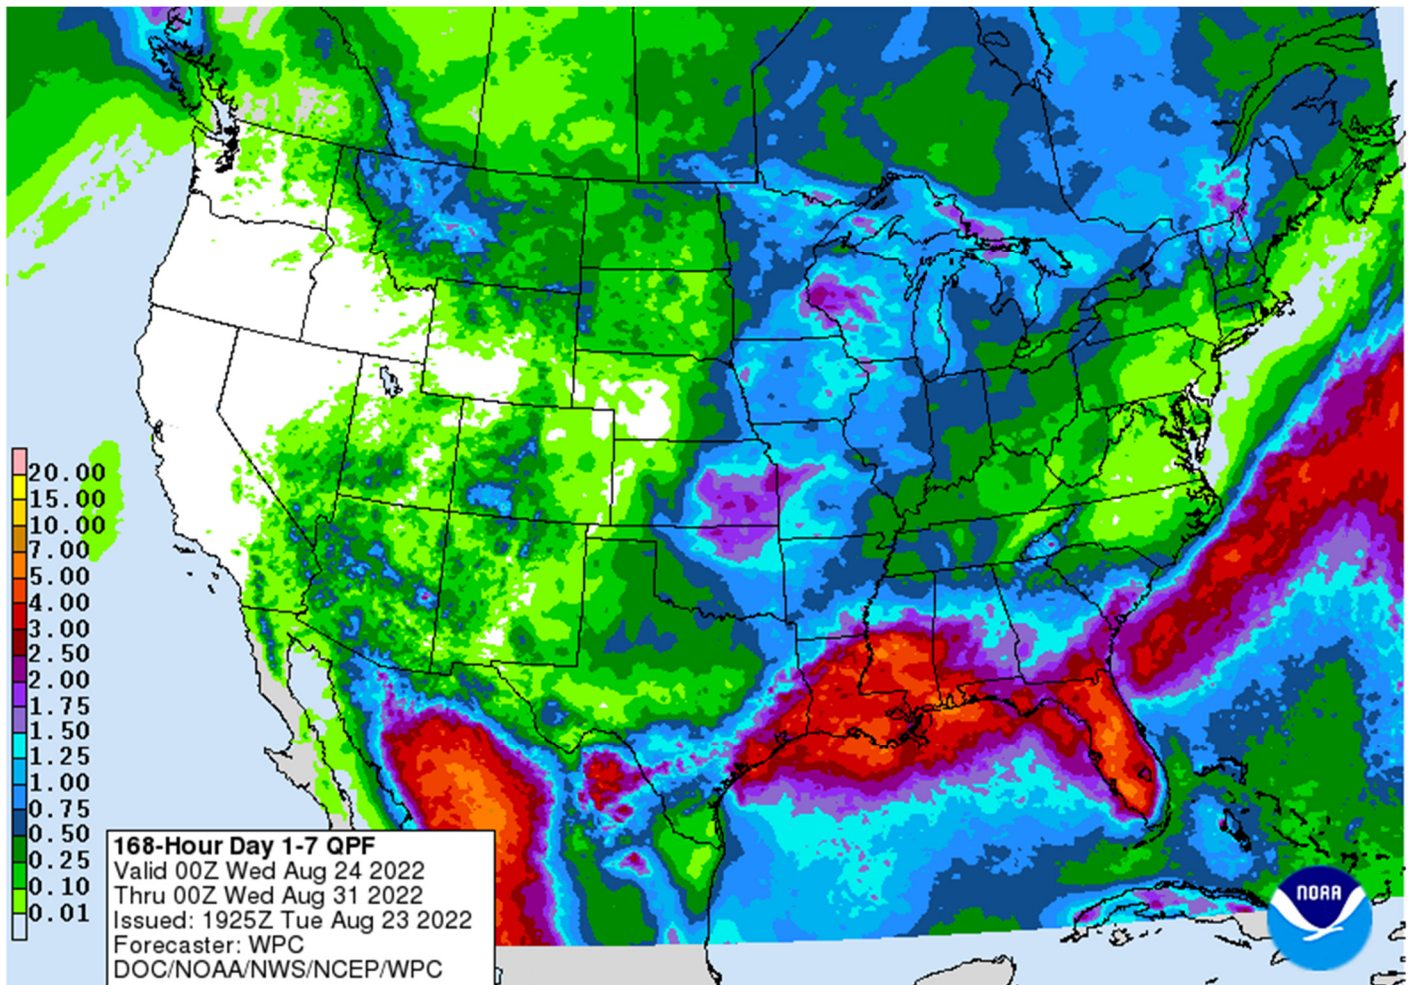 20.00
15.00
10.00
7.00
5.00
4.00
3.00
2.50
2.00
1.75
1.50
1.25
1.00
0.75
0.50
0.25
0.10
0.01
168-Hour Day 1-7 QPF
Valid 00Z Wed Aug 24 2022
Thru 00Z Wed Aug 31 2022
Issued: 1925Z Tue Aug 23 2022
Forecaster: WPC
DOC/NOAA/NWS/NCEP/WPC
NOAA